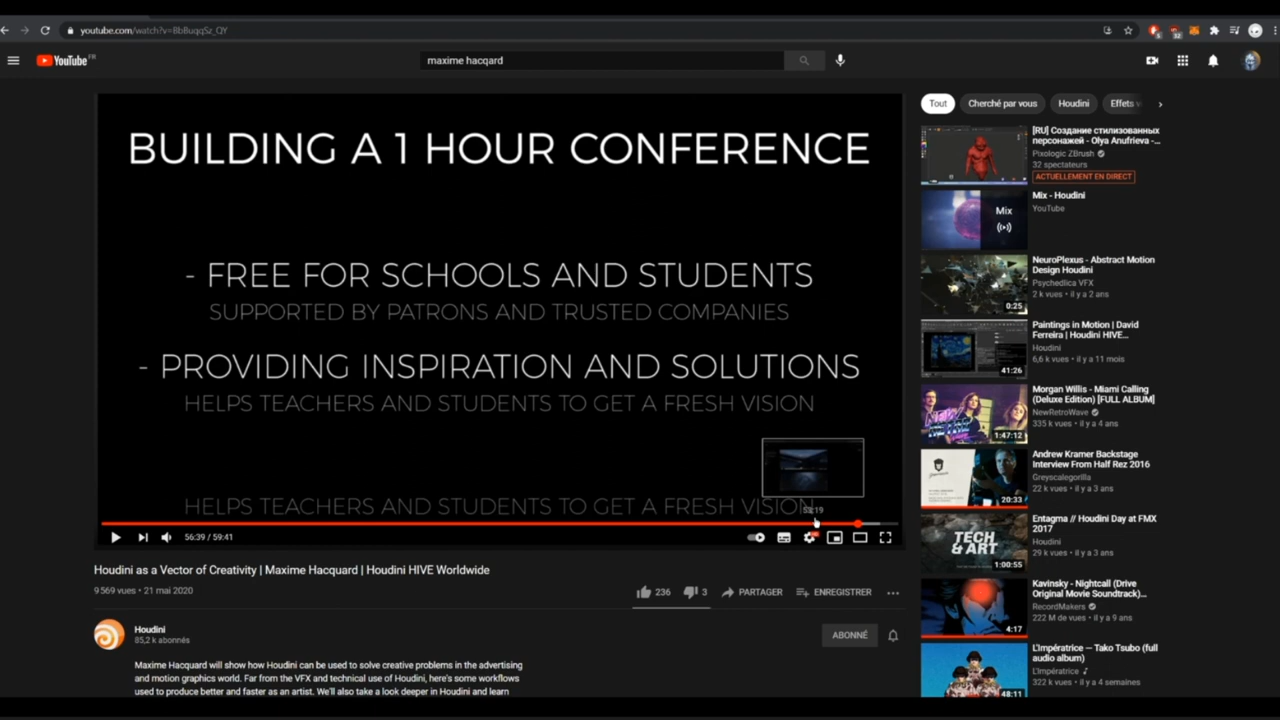 youtube.com/watch?v=BbBuqqSz_QY
YouTube FR
maxime hacqard
BUILDING A 1 HOUR CONFERENCE
- FREE FOR SCHOOLS AND STUDENTS
SUPPORTED BY PATRONS AND TRUSTED COMPANIES
- PROVIDING INSPIRATION AND SOLUTIONS
HELPS TEACHERS AND STUDENTS TO GET A FRESH VISION
HELPS TEACHERS AND STUDENTS TO GET A FRESH VISION
56:39 / 59:41
Houdini as a Vector of Creativity | Maxime Hacquard | Houdini HIVE Worldwide
9 569 vues • 21 mai 2020
236
3
PARTAGER
ENREGISTRER
Houdini
85,2 k abonnés
ABONNÉ
Maxime Hacquard will show how Houdini can be used to solve creative problems in the advertising
and motion graphics world. Far from the VFX and technical use of Houdini, here's some workflows
used to produce better and faster as an artist. We'll also take a look deeper in Houdini and learn
Tout
Cherché par vous
Houdini
Effets
[RU] Создание стилизованных
персонажей - Olya Anufrieva -...
Pixologic ZBrush
32 spectateurs
ACTUELLEMENT EN DIRECT
Mix
Mix - Houdini
YouTube
NeuroPlexus - Abstract Motion
Design Houdini
Psychedlica VFX
2 k vues • il y a 2 ans
0:25
Paintings in Motion | David
Ferreira | Houdini HIVE...
Houdini
6,6 k vues • il y a 11 mois
41:26
Morgan Willis - Miami Calling
(Deluxe Edition) [FULL ALBUM]
NewRetroWave
335 k vues • il y a 4 ans
1:47:12
Andrew Kramer Backstage
Interview From Half Rez 2016
Greyscalegorilla
22 k vues • il y a 3 ans
20:33
Entagma // Houdini Day at FMX
2017
Houdini
29 k vues • il y a 3 ans
TECH
& ART
1:00:55
Kavinsky - Nightcall (Drive
Original Movie Soundtrack)...
RecordMakers
222 M de vues • il y a 9 ans
4:17
L'Impératrice — Tako Tsubo (full
audio album)
L'Impératrice
322 k vues • il y a 4 semaines
48:11